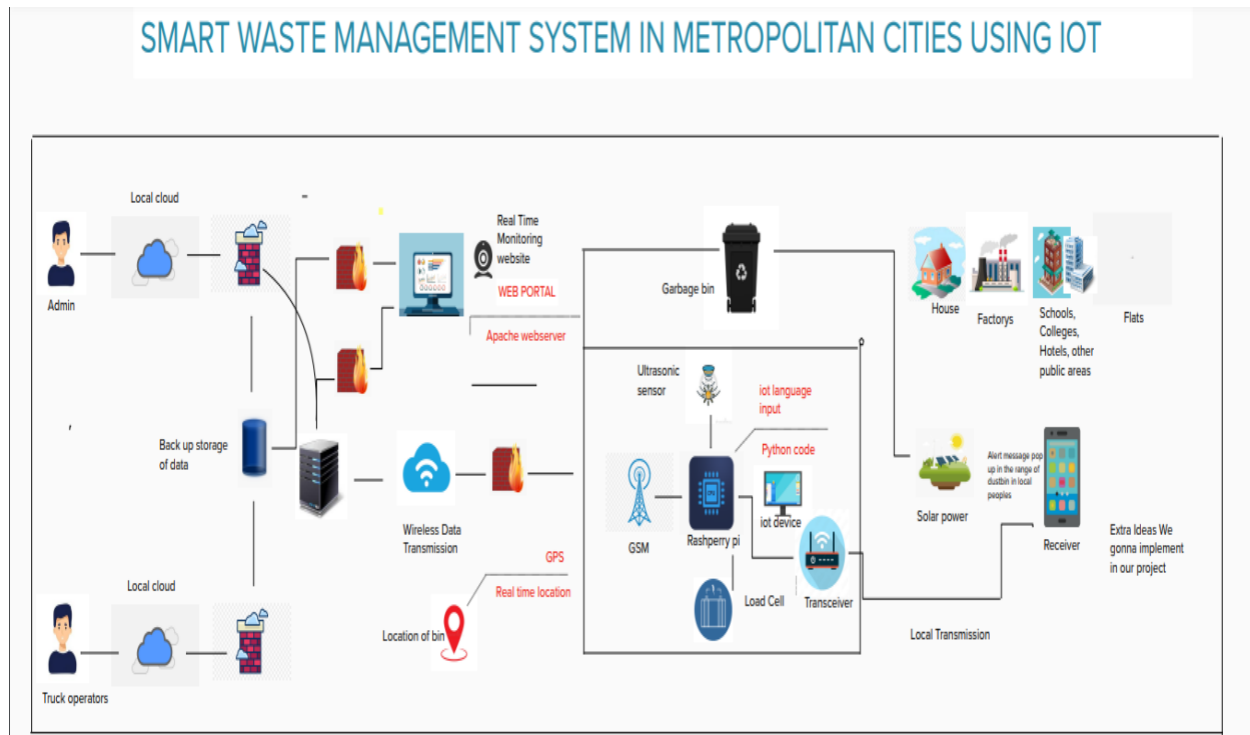 SMART WASTE MANAGEMENT SYSTEM IN METROPOLITAN CITIES USING IOT
Local cloud
Admin
Real Time
Monitoring
website
WEB PORTAL
Apache webserver
Garbage bin
House
Factorys
Schools,
Colleges,
Hotels, other
public areas
Flats
Ultrasonic
sensor
iot language
input
Python code
Back up storage
of data
Wireless Data
Transmission
GSM
Rashperry pi
iot device
Load Cell
Transceiver
Solar power
Alert message pop
up in the range of
dustbin in local
peoples
Receiver
Extra Ideas We
gonna implement
in our project
GPS
Real time location
Location of bin
Local Transmission
Local cloud
Truck operators